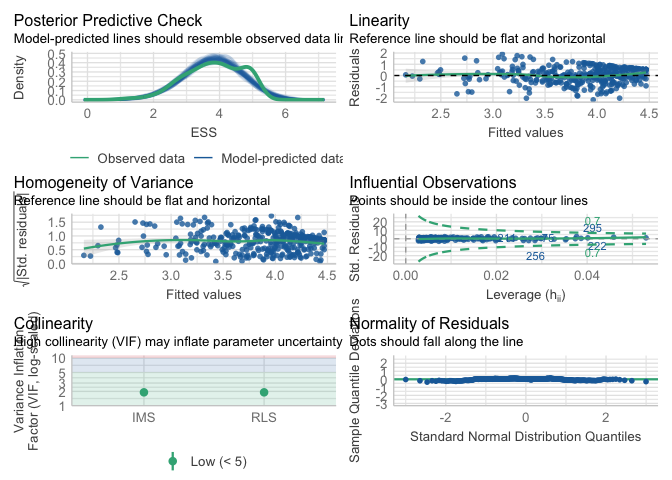 Posterior Predictive Check
Model-predicted lines should resemble observed data lin
Density
0.5
0.4
0.3
0.2
0.1
0.0
0
2
4
6
ESS
Observed data
Model-predicted data
Linearity
Reference line should be flat and horizontal
Residuals
2
1
0
-1
-2
2.5
3.0
3.5
4.0
4.5
Fitted values
Homogeneity of Variance
Reference line should be flat and horizontal
√|Std. residuals|
1.5
1.0
0.5
0.0
2.5
3.0
3.5
4.0
4.5
Fitted values
Influential Observations
Points should be inside the contour lines
Std. Residuals
20
10
0
-10
-20
0.7
295
75
222
0.7
256
0.00
0.02
0.04
Leverage (hii)
Collinearity
High collinearity (VIF) may inflate parameter uncertainty
Variance Inflation
Factor (VIF, log-scaled)
10
5
3
2
1
IMS
RLS
Low (< 5)
Normality of Residuals
Dots should fall along the line
Sample Quantile Deviations
2
1
0
-1
-2
-3
-2
0
2
Standard Normal Distribution Quantiles